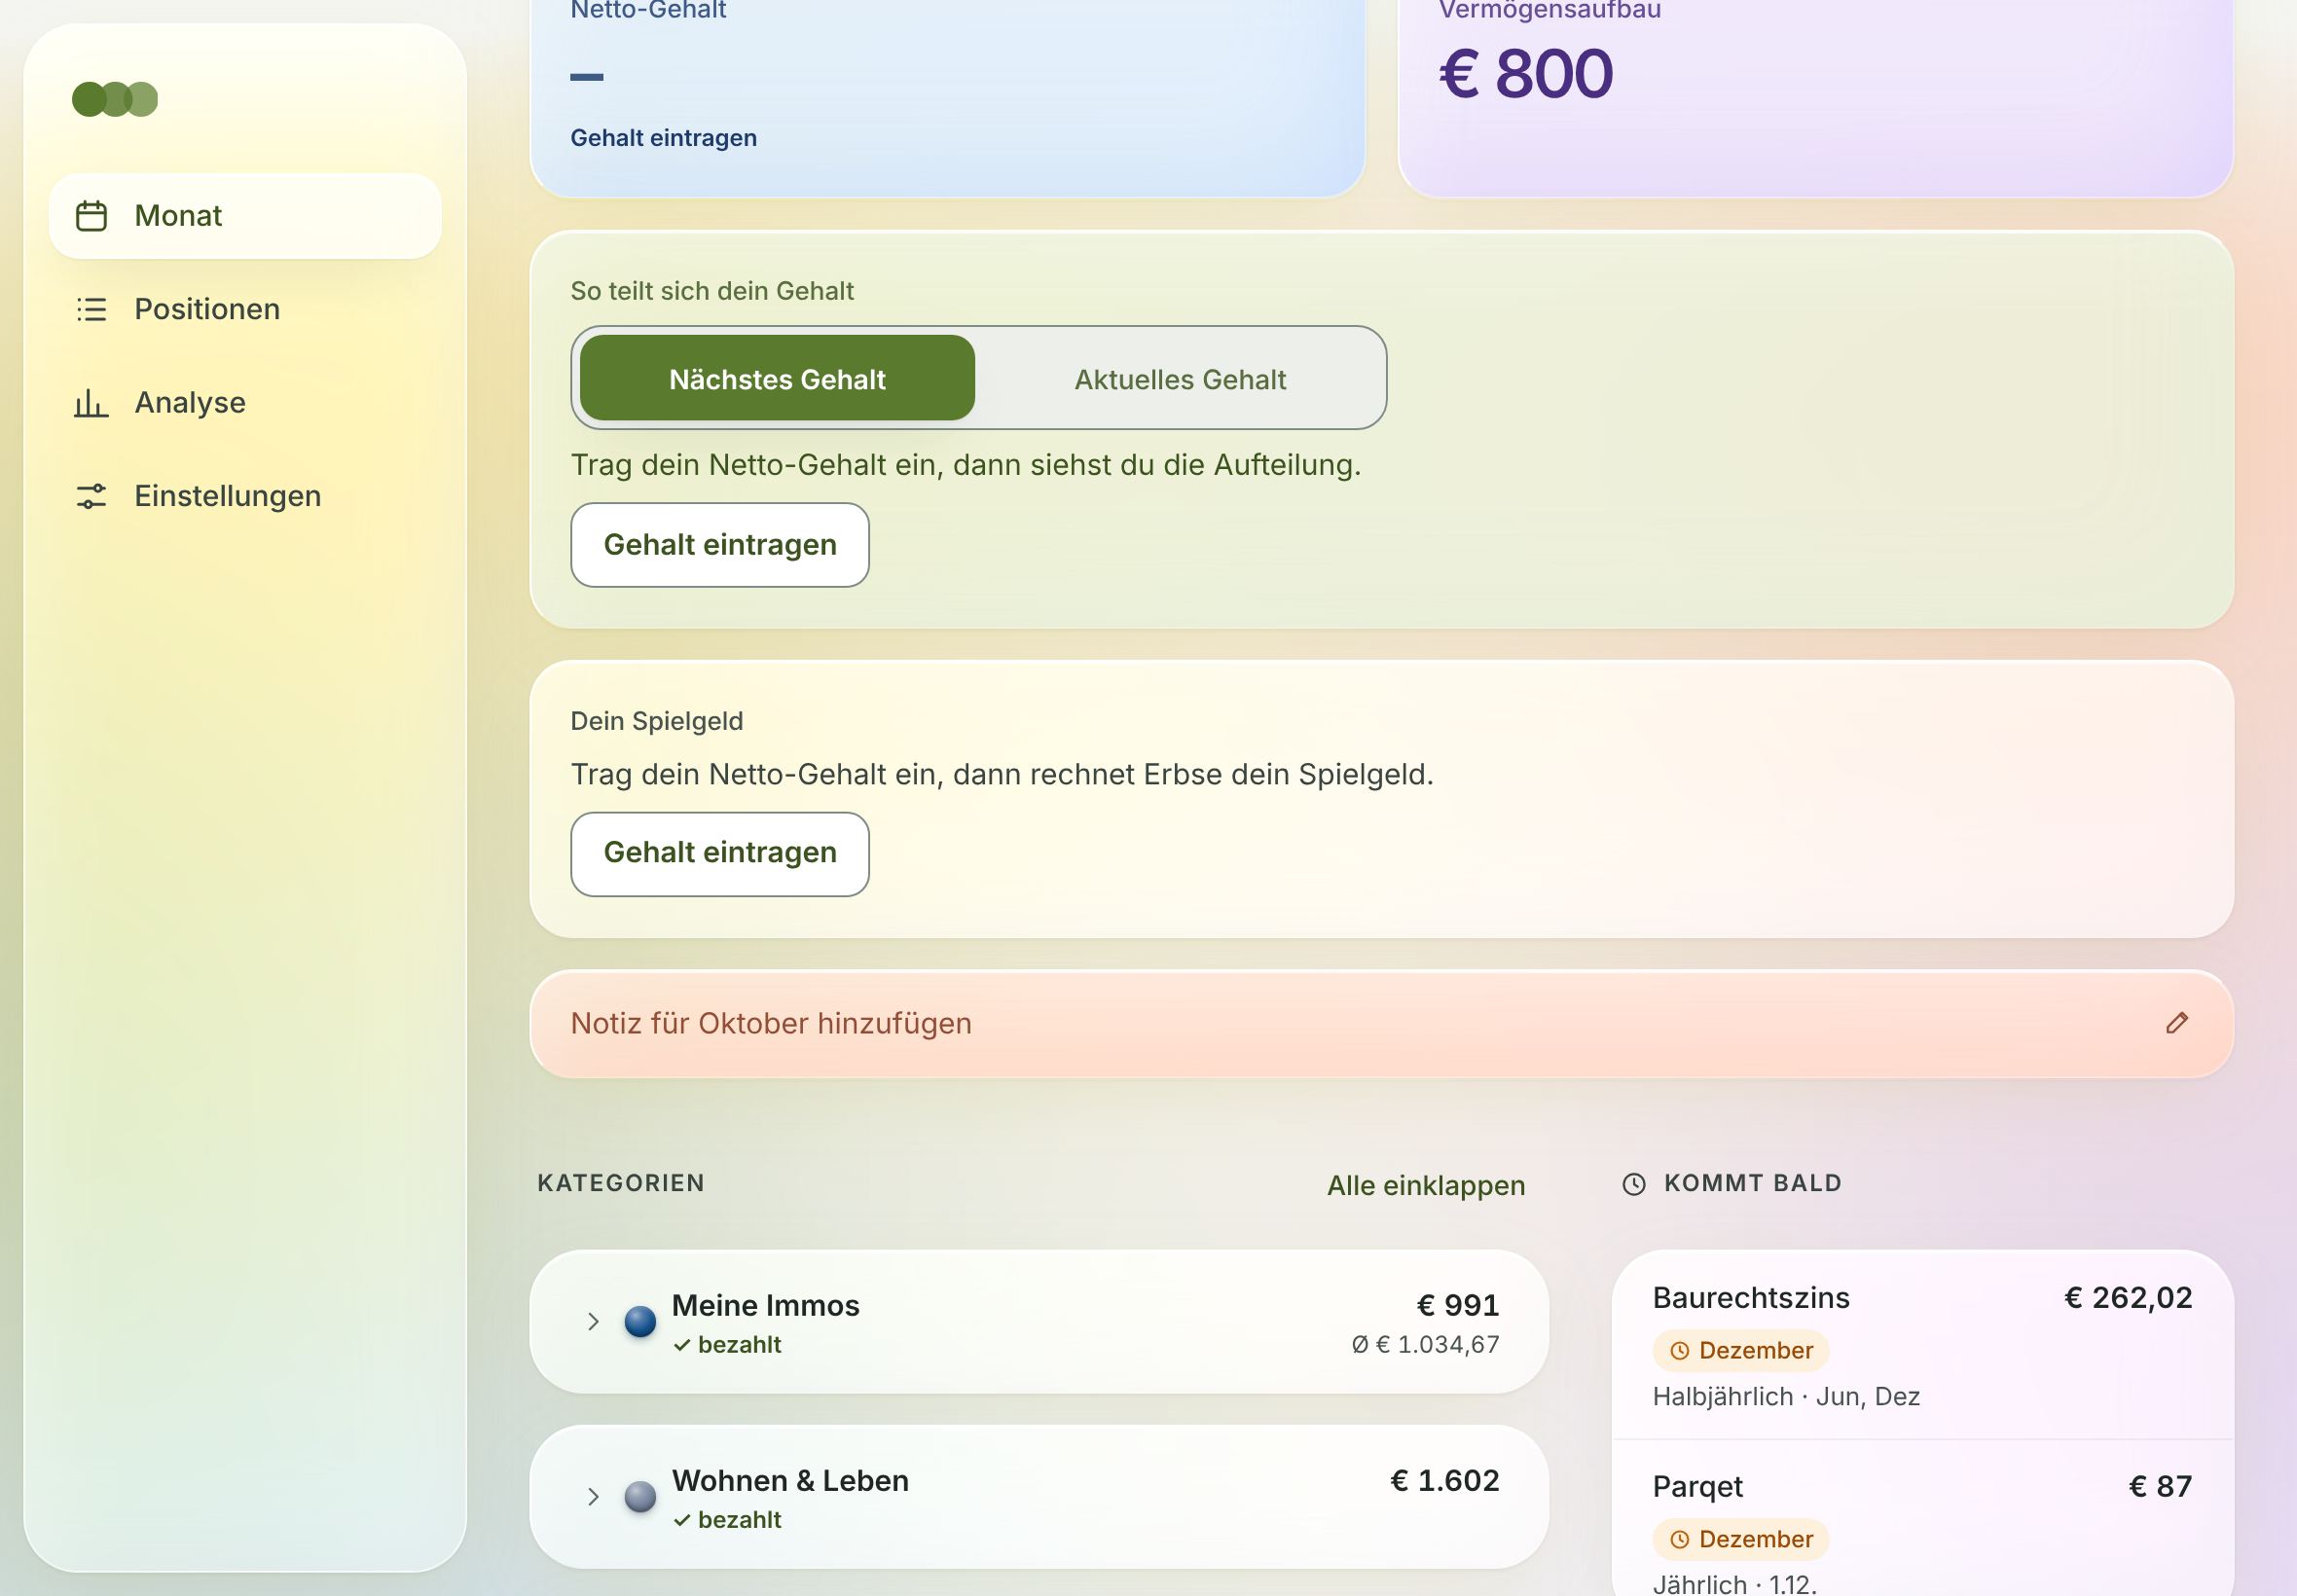 Monat
Positionen
Analyse
Einstellungen
Netto-Gehalt
–
Gehalt eintragen
Vermögensaufbau
€ 800
So teilt sich dein Gehalt
Nächstes Gehalt
Aktuelles Gehalt
Trag dein Netto-Gehalt ein, dann siehst du die Aufteilung.
Gehalt eintragen
Dein Spielgeld
Trag dein Netto-Gehalt ein, dann rechnet Erbse dein Spielgeld.
Gehalt eintragen
Notiz für Oktober hinzufügen
KATEGORIEN
Alle einklappen
Meine Immos
€ 991
✓ bezahlt
Ø € 1.034,67
Wohnen & Leben
€ 1.602
✓ bezahlt
KOMMT BALD
Baurechtszins
€ 262,02
Dezember
Halbjährlich · Jun, Dez
Parqet
€ 87
Dezember
Jährlich · 1.12.